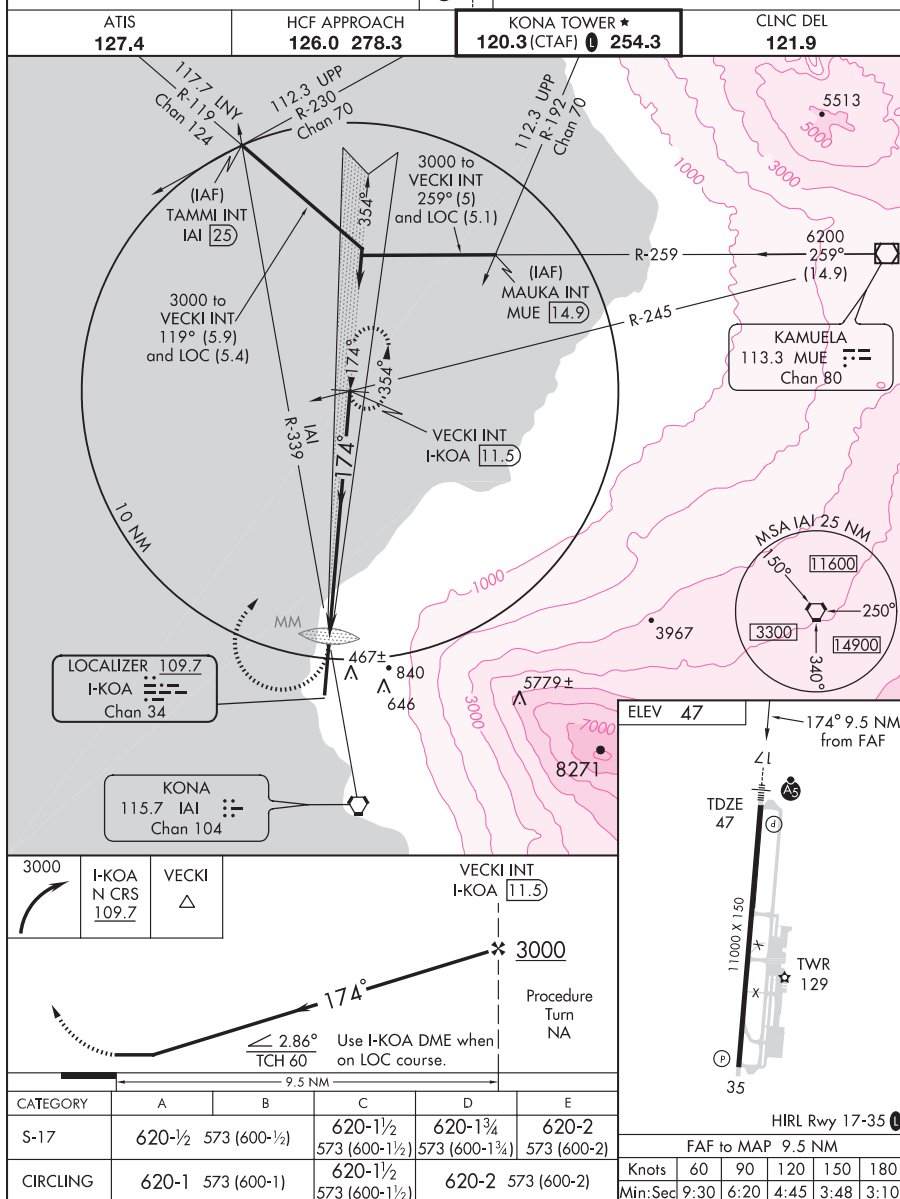 ATIS
127.4
HCF APPROACH
126.0 278.3
KONA TOWER ★
120.3 (CTAF) L 254.3
CLNC DEL
121.9
117.7 LNY
R-119
Chan 124
112.3 UPP
R-230
Chan 70
112.3 UPP
R-192
Chan 70
5513
5000
3000
1000
(IAF)
TAMMI INT
IAI 25
354°
3000 to
VECKI INT
259° (5)
and LOC (5.1)
R-259
6200
259°
(14.9)
(IAF)
MAUKA INT
MUE 14.9
3000 to
VECKI INT
119° (5.9)
and LOC (5.4)
R-245
KAMUELA
113.3 MUE
Chan 80
174°
354°
IAI
R-339
VECKI INT
I-KOA 11.5
174°
10 NM
1000
MSA IAI 25 NM
150°
11600
250°
3300
14900
340°
MM
3967
467±
840
646
LOCALIZER 109.7
I-KOA
Chan 34
3000
5779±
7000
8271
KONA
115.7 IAI
Chan 104
ELEV 47
174° 9.5 NM
from FAF
17
A5
TDZE
47
P
11000 X 150
X
X
TWR
129
P
35
HIRL Rwy 17-35 L
3000
I-KOA
N CRS
109.7
VECKI
VECKI INT
I-KOA 11.5
3000
174°
Procedure
Turn
NA
2.86°
TCH 60
Use I-KOA DME when
on LOC course.
9.5 NM
CATEGORY A B C D E
S-17 620-½ 573 (600-½) 620-1½ 573 (600-1½) 620-1¾ 573 (600-1¾) 620-2 573 (600-2)
CIRCLING 620-1 573 (600-1) 620-1½ 573 (600-1½) 620-2 573 (600-2)
FAF to MAP 9.5 NM
Knots 60 90 120 150 180
Min:Sec 9:30 6:20 4:45 3:48 3:10